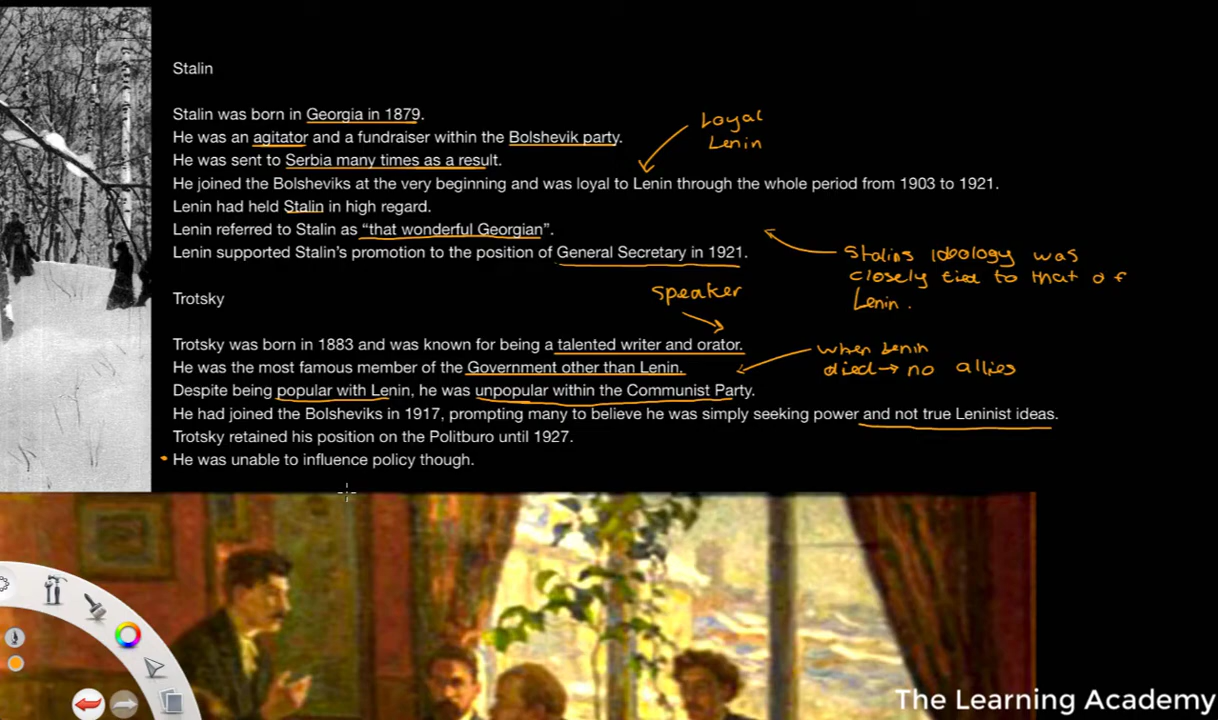 Stalin
Stalin was born in Georgia in 1879.
He was an agitator and a fundraiser within the Bolshevik party.
He was sent to Serbia many times as a result.
He joined the Bolsheviks at the very beginning and was loyal to Lenin through the whole period from 1903 to 1921.
Lenin had held Stalin in high regard.
Lenin referred to Stalin as “that wonderful Georgian”.
Lenin supported Stalin’s promotion to the position of General Secretary in 1921.
Loyal
Lenin
Stalins ideology was
closely tied to that of
Lenin.
Trotsky
speaker
Trotsky was born in 1883 and was known for being a talented writer and orator.
He was the most famous member of the Government other than Lenin.
Despite being popular with Lenin, he was unpopular within the Communist Party.
He had joined the Bolsheviks in 1917, prompting many to believe he was simply seeking power and not true Leninist ideas.
Trotsky retained his position on the Politburo until 1927.
He was unable to influence policy though.
when Lenin
died → no allies
The Learning Academy